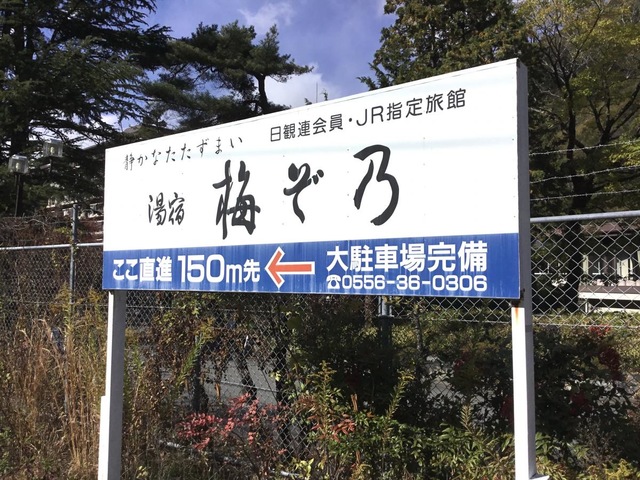 日観連会員・JR指定旅館
静かなたたずまい
湯宿 梅ぞ乃
ここ直進 150m先 ← 大駐車場完備
☎0556-36-0306